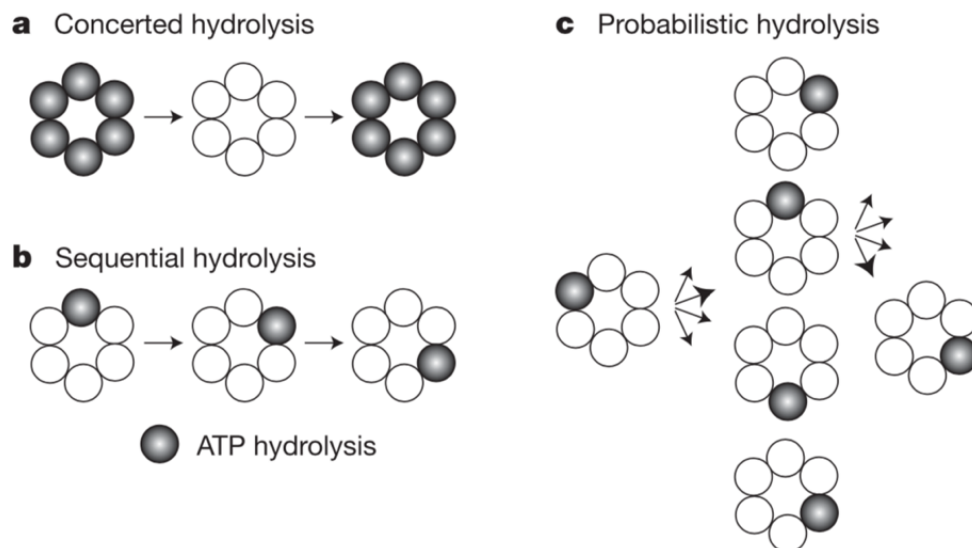 a Concerted hydrolysis
b Sequential hydrolysis
ATP hydrolysis
c Probabilistic hydrolysis